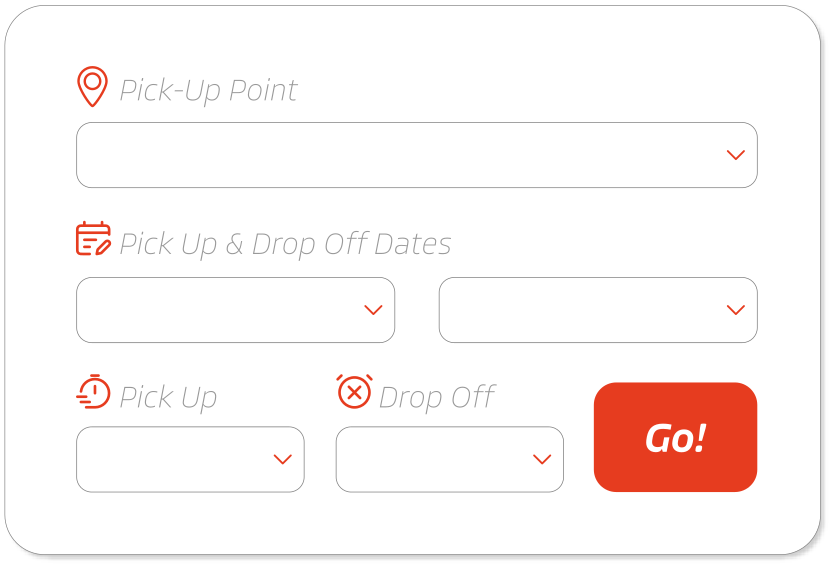 Pick-Up Point
Pick Up & Drop Off Dates
Pick Up
Drop Off
Go!